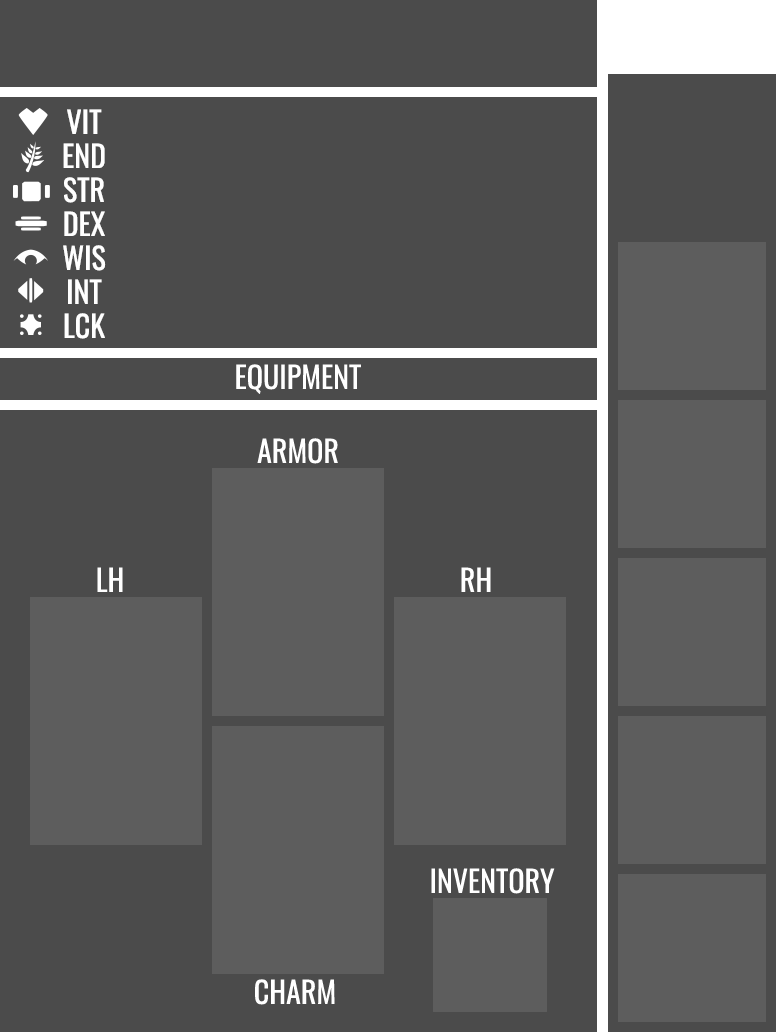 VIT
END
STR
DEX
WIS
INT
LCK
EQUIPMENT
ARMOR
LH
RH
INVENTORY
CHARM